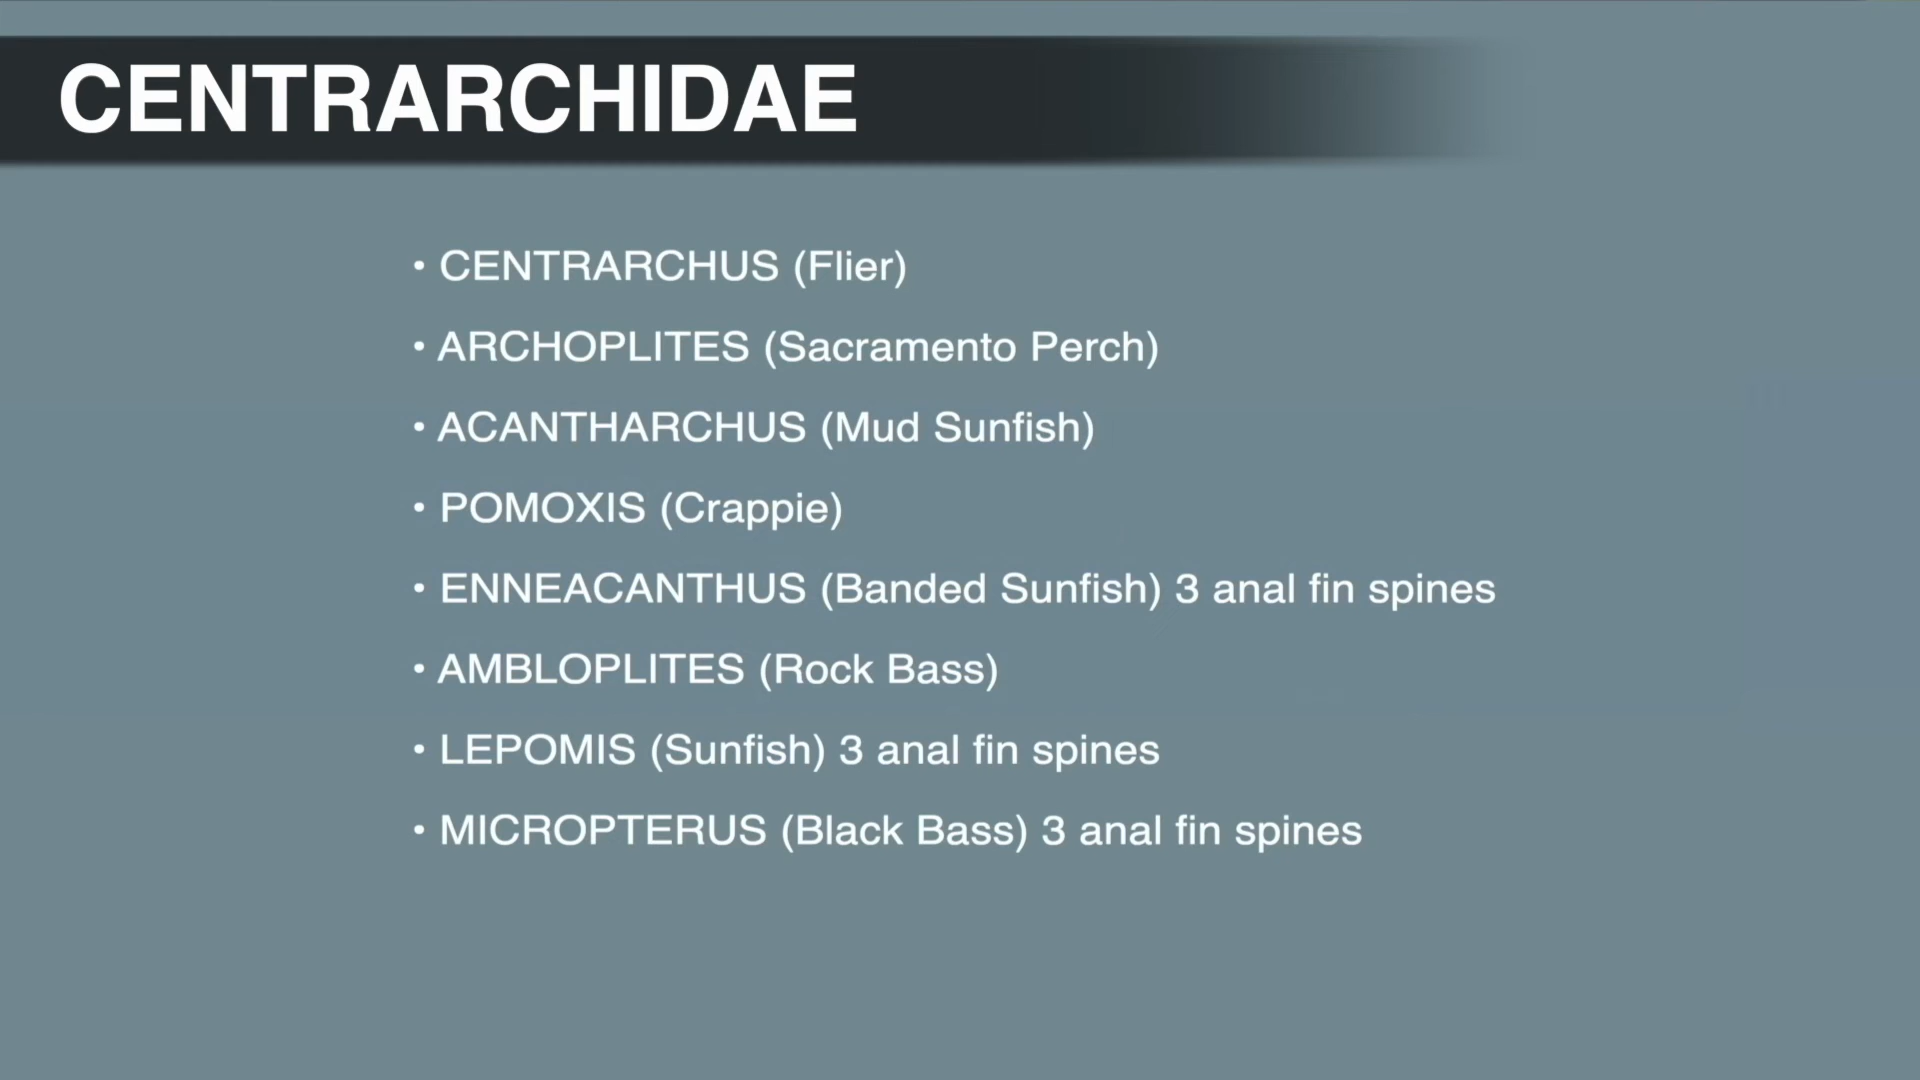 CENTRARCHIDAE
• CENTRARCHUS (Flier)
• ARCHOPLITES (Sacramento Perch)
• ACANTHARCHUS (Mud Sunfish)
• POMOXIS (Crappie)
• ENNEACANTHUS (Banded Sunfish) 3 anal fin spines
• AMBLOPLITES (Rock Bass)
• LEPOMIS (Sunfish) 3 anal fin spines
• MICROPTERUS (Black Bass) 3 anal fin spines